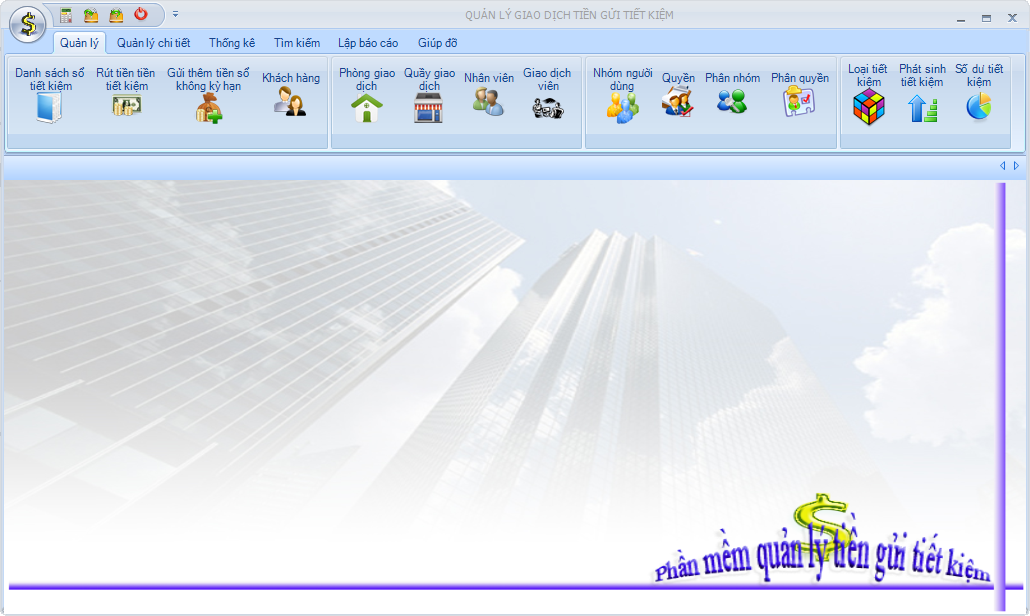 QUẢN LÝ GIAO DỊCH TIỀN GỬI TIẾT KIỆM
Quản lý Quản lý chi tiết Thống kê Tìm kiếm Lập báo cáo Giúp đỡ
Danh sách sổ tiết kiệm
Rút tiền tiền tiết kiệm
Gửi thêm tiền sổ không kỳ hạn
Khách hàng
Phòng giao dịch
Quầy giao dịch
Nhân viên
Giao dịch viên
Nhóm người dùng
Quyền
Phân nhóm
Phân quyền
Loại tiết kiệm
Phát sinh tiết kiệm
Số dư tiết kiệm
Phần mềm quản lý tiền gửi tiết kiệm